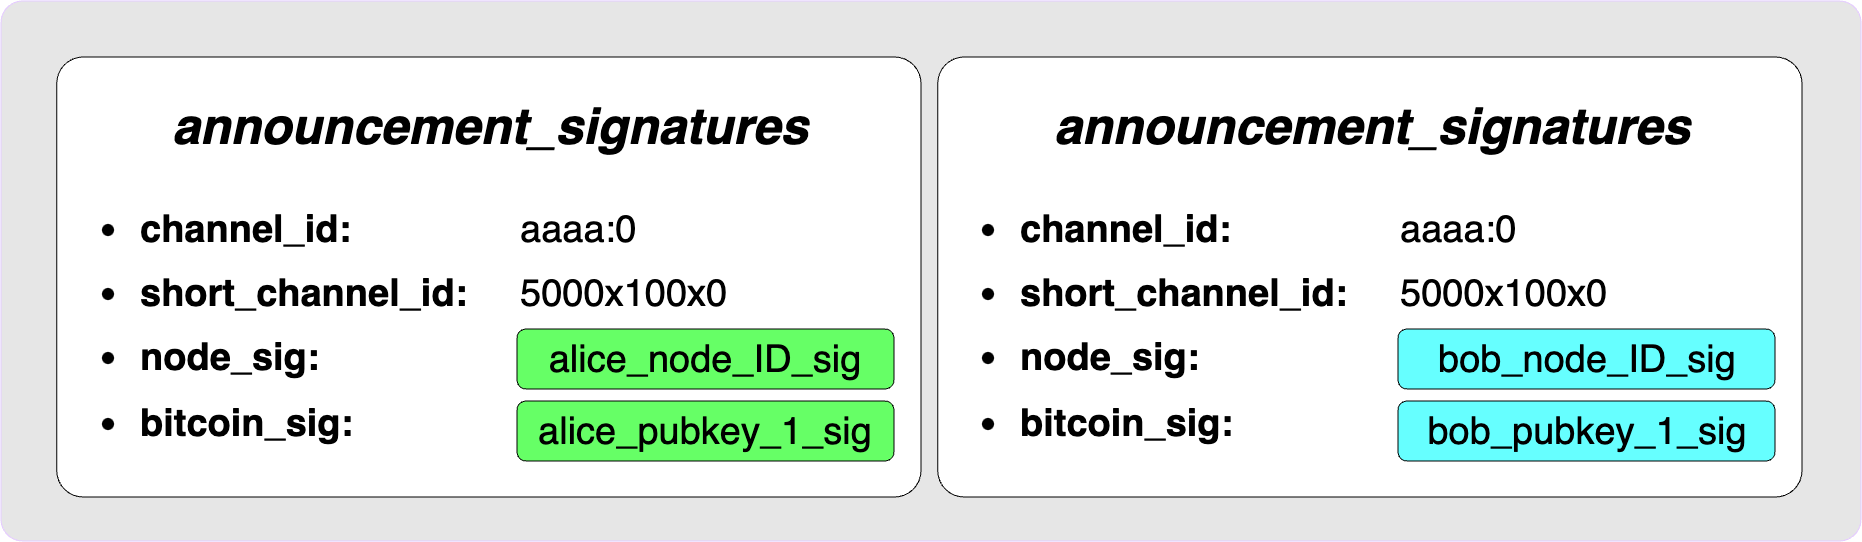 announcement_signatures
• channel_id: aaaa:0
• short_channel_id: 5000x100x0
• node_sig: alice_node_ID_sig
• bitcoin_sig: alice_pubkey_1_sig
announcement_signatures
• channel_id: aaaa:0
• short_channel_id: 5000x100x0
• node_sig: bob_node_ID_sig
• bitcoin_sig: bob_pubkey_1_sig